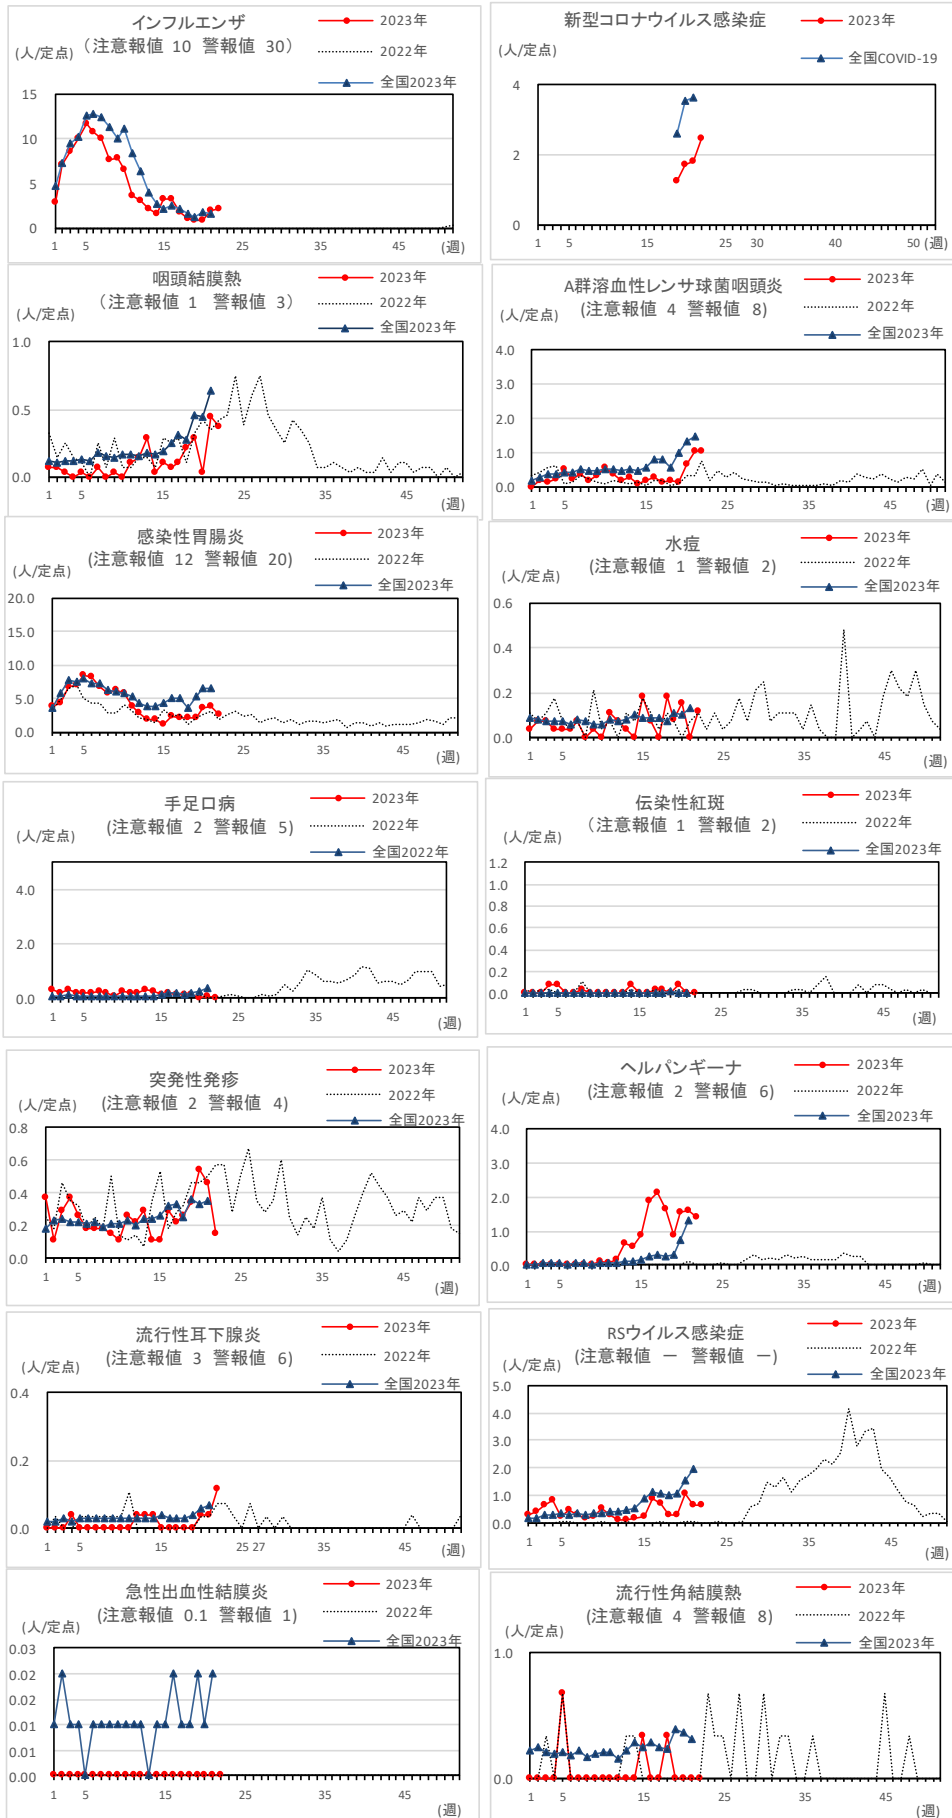 インフルエンザ
（注意報値 10 警報値 30）
(人/定点)
2023年
2022年
全国2023年
15
10
5
0
1 5 15 25 35 45 (週)
新型コロナウイルス感染症
(人/定点)
2023年
全国COVID-19
4
2
0
1 5 15 25 30 40 50 (週)
咽頭結膜熱
（注意報値 1 警報値 3）
(人/定点)
2023年
2022年
全国2023年
1.0
0.5
0.0
1 5 15 25 35 45 (週)
A群溶血性レンサ球菌咽頭炎
(注意報値 4 警報値 8)
(人/定点)
2023年
2022年
全国2023年
4.0
3.0
2.0
1.0
0.0
1 5 15 25 35 45 (週)
感染性胃腸炎
(注意報値 12 警報値 20)
(人/定点)
2023年
2022年
全国2023年
20.0
15.0
10.0
5.0
0.0
1 5 15 25 35 45 (週)
水痘
(注意報値 1 警報値 2)
(人/定点)
2023年
2022年
全国2023年
0.6
0.4
0.2
0.0
1 5 15 25 35 45 (週)
手足口病
(注意報値 2 警報値 5)
(人/定点)
2023年
2022年
全国2022年
4.0
2.0
0.0
1 5 15 25 35 45 (週)
伝染性紅斑
（注意報値 1 警報値 2)
(人/定点)
2023年
2022年
全国2023年
1.2
1.0
0.8
0.6
0.4
0.2
0.0
1 5 15 25 35 45 (週)
突発性発疹
(注意報値 2 警報値 4)
(人/定点)
2023年
2022年
全国2023年
0.8
0.6
0.4
0.2
0.0
1 5 15 25 35 45 (週)
ヘルパンギーナ
(注意報値 2 警報値 6)
(人/定点)
2023年
2022年
全国2023年
4.0
3.0
2.0
1.0
0.0
1 5 15 25 35 45 (週)
流行性耳下腺炎
(注意報値 3 警報値 6)
(人/定点)
2023年
2022年
全国2023年
0.4
0.2
0.0
1 5 15 25 27 35 45 (週)
RSウイルス感染症
(注意報値 ー 警報値 ー)
(人/定点)
2023年
2022年
全国2023年
5.0
4.0
3.0
2.0
1.0
0.0
1 5 15 25 35 45 (週)
急性出血性結膜炎
(注意報値 0.1 警報値 1)
(人/定点)
2023年
2022年
全国2023年
0.03
0.02
0.02
0.01
0.01
0.00
1 5 15 25 35 45 (週)
流行性角結膜熱
(注意報値 4 警報値 8)
(人/定点)
2023年
2022年
全国2023年
1.0
0.0
1 5 15 25 35 45 (週)